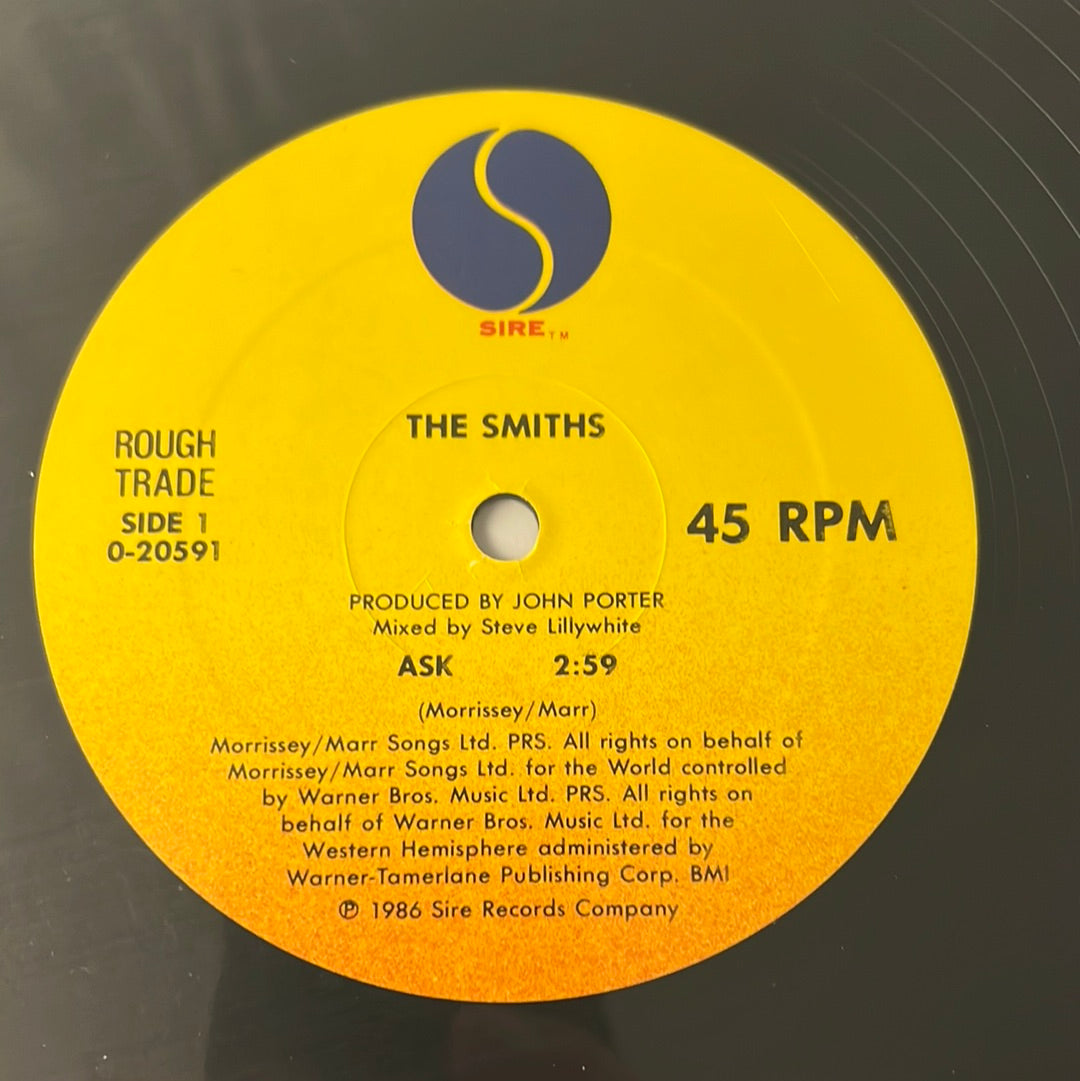 SIRE™
THE SMITHS
ROUGH
TRADE
SIDE 1
0-20591
45 RPM
PRODUCED BY JOHN PORTER
Mixed by Steve Lillywhite
ASK 2:59
(Morrissey/Marr)
Morrissey/Marr Songs Ltd. PRS. All rights on behalf of
Morrissey/Marr Songs Ltd. for the World controlled
by Warner Bros. Music Ltd. PRS. All rights on
behalf of Warner Bros. Music Ltd. for the
Western Hemisphere administered by
Warner-Tamerlane Publishing Corp. BMI
℗ 1986 Sire Records Company